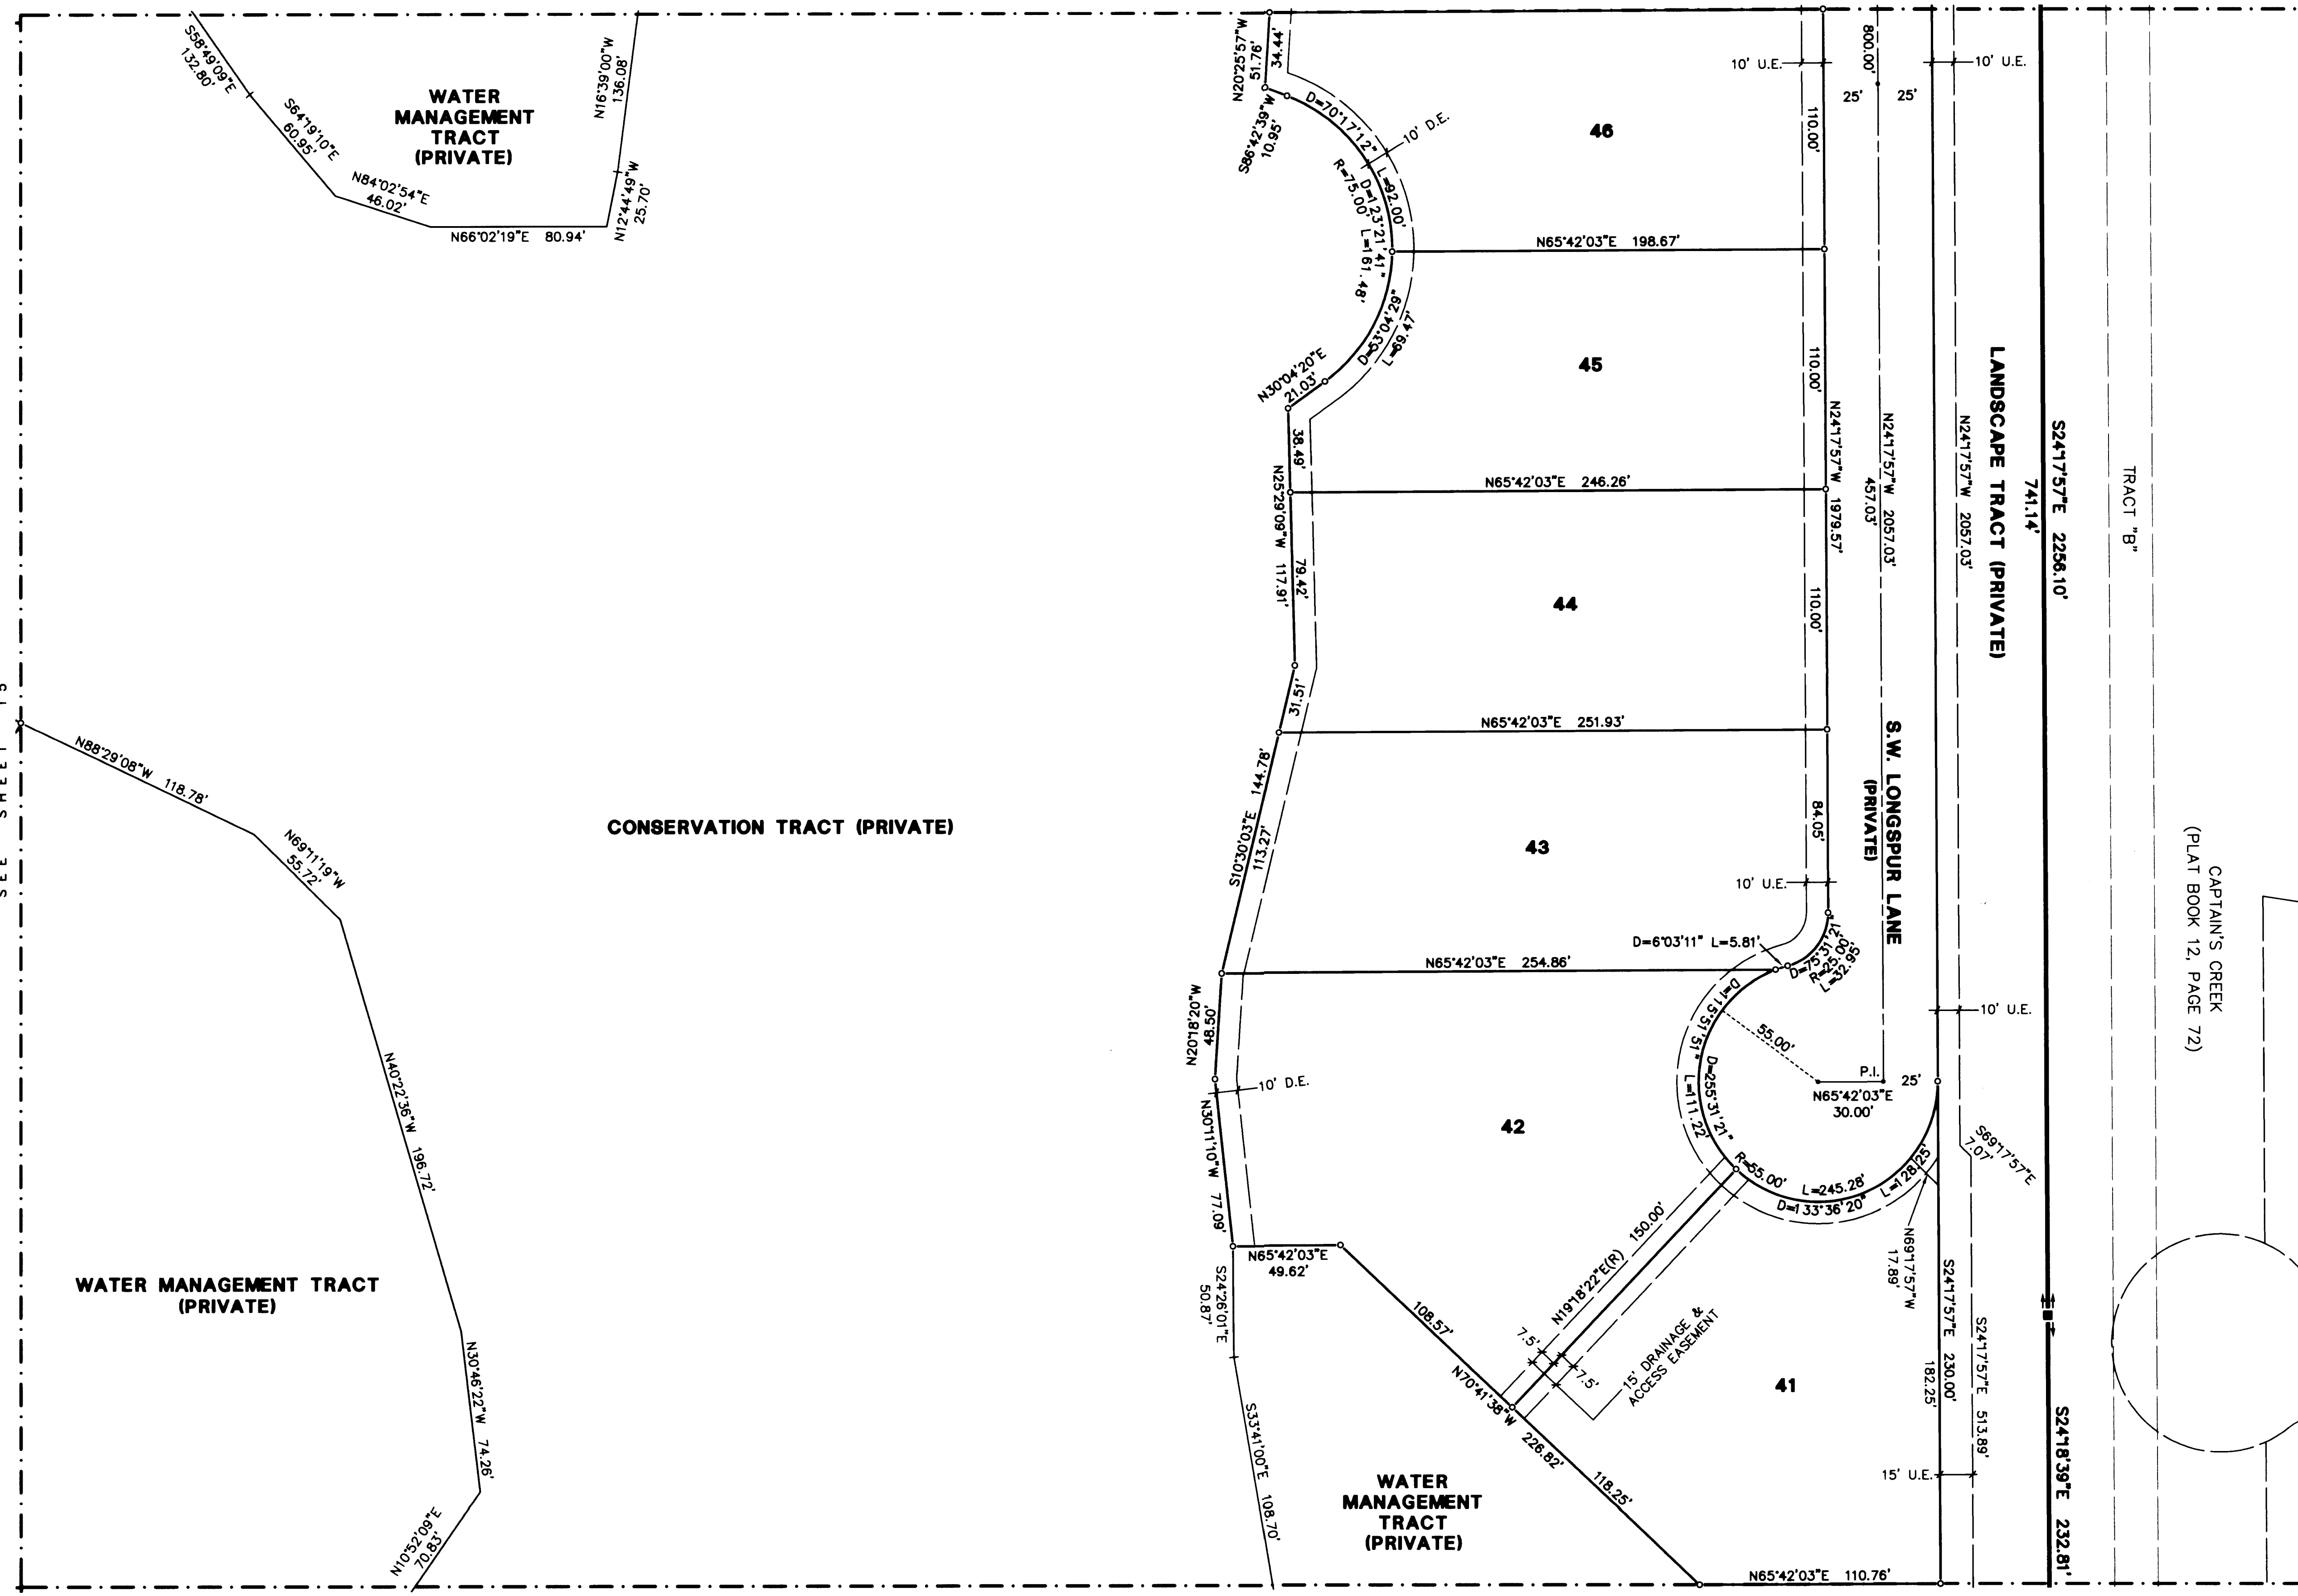 S58°49'09"E
132.80'
S64°19'10"E
60.95'
N84°02'54"E
46.02'
N66°02'19"E 80.94'
N12°44'49"W
25.70'
N16°39'00"W
136.08'
WATER
MANAGEMENT
TRACT
(PRIVATE)
N20°25'57"W
51.76'
34.44'
S86°42'39"W
10.95'
D=70°17'12"
L=92.00'
10' D.E.
R=75.00'
D=123°21'41"
L=161.48'
D=53°04'29"
L=69.47'
N30°04'20"E
21.03'
38.49'
N25°29'09"W 117.91'
79.42'
31.51'
S10°30'03"E 144.78'
113.27'
N20°18'20"W
48.50'
10' D.E.
N30°11'10"W 77.09'
46
N65°42'03"E 198.67'
45
N65°42'03"E 246.26'
44
N65°42'03"E 251.93'
43
N65°42'03"E 254.86'
42
10' U.E.
110.00'
110.00'
110.00'
84.05'
10' U.E.
N24°17'57"W 1979.57'
800.00'
25' 25'
10' U.E.
N24°17'57"W 2057.03'
457.03'
S.W. LONGSPUR LANE
(PRIVATE)
N24°17'57"W 2057.03'
LANDSCAPE TRACT (PRIVATE)
S24°17'57"E 2256.10'
741.14'
TRACT "B"
CAPTAIN'S CREEK
(PLAT BOOK 12, PAGE 72)
D=6°03'11" L=5.81'
D=75°31'21"
R=25.00'
L=32.95'
D=115°51'51"
L=111.22'
D=255°31'21"
55.00'
P.I.
25'
N65°42'03"E
30.00'
10' U.E.
R=55.00'
L=245.28'
L=128.25'
D=133°36'20"
S69°17'57"E
7.07'
N69°17'57"W
17.89'
S24°17'57"E 230.00'
182.25'
S24°17'57"E 513.89'
15' U.E.
S24°18'39"E 232.81'
N19°18'22"E(R) 150.00'
7.5'
7.5'
15' DRAINAGE &
ACCESS EASEMENT
41
N65°42'03"E 110.76'
N65°42'03"E
49.62'
108.57'
N70°41'38"W 226.82'
118.25'
S24°26'01"E
50.87'
S33°41'00"E 108.70'
WATER
MANAGEMENT
TRACT
(PRIVATE)
CONSERVATION TRACT (PRIVATE)
SEE SHEET 15
N88°29'08"W 118.78'
N69°11'19"W
55.72'
N40°22'36"W 196.72'
N30°46'22"W 74.26'
N10°52'09"E
70.83'
WATER MANAGEMENT TRACT
(PRIVATE)